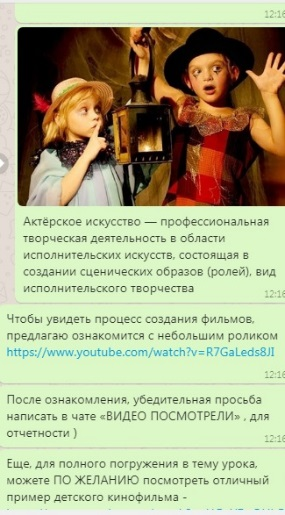 12:16
Актёрское искусство — профессиональная
творческая деятельность в области
исполнительских искусств, состоящая в
создании сценических образов (ролей), вид
исполнительского творчества
12:16
Чтобы увидеть процесс создания фильмов,
предлагаю ознакомится с небольшим роликом
https://www.youtube.com/watch?v=R7GaLeds8JI
12:16
После ознакомления, убедительная просьба
написать в чате «ВИДЕО ПОСМОТРЕЛИ» , для
отчетности )
12:16
Еще, для полного погружения в тему урока,
можете ПО ЖЕЛАНИЮ посмотреть отличный
пример детского кинофильма -